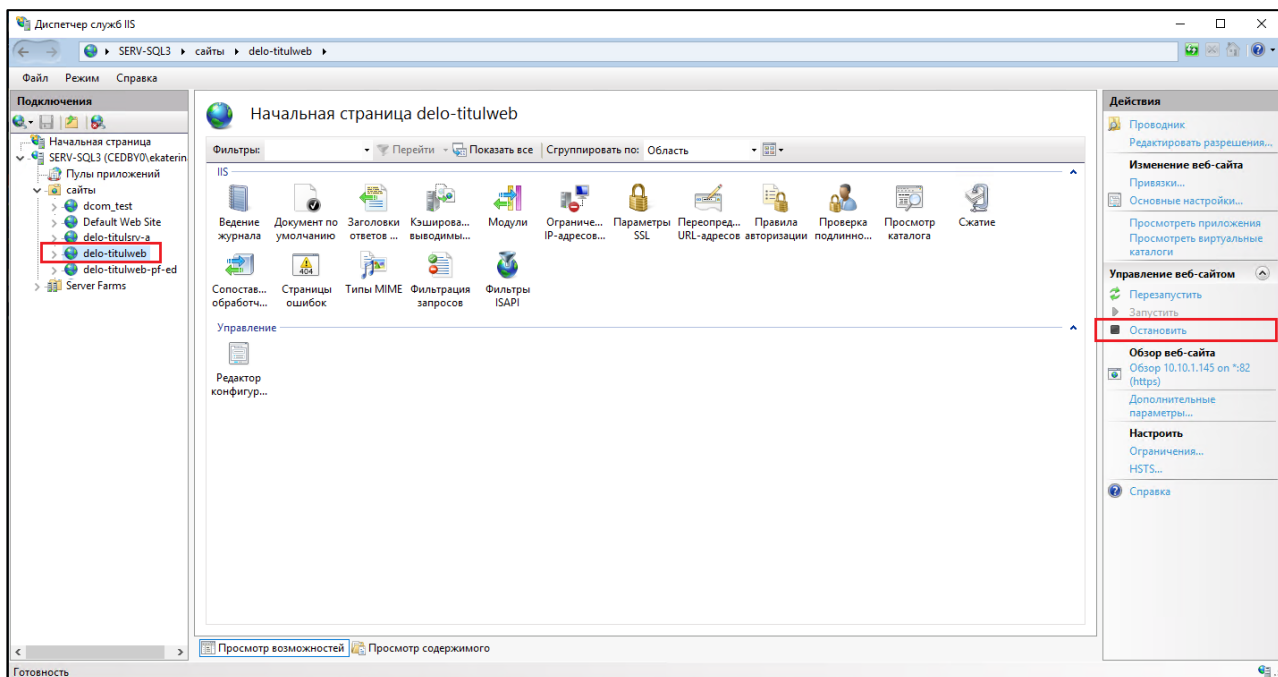 Диспетчер служб IIS
SERV-SQL3 сайты delo-titulweb
Файл Режим Справка
Подключения
Начальная страница
SERV-SQL3 (CEDBY0\ekaterin
Пулы приложений
сайты
dcom_test
Default Web Site
delo-titulsrv-a
delo-titulweb
delo-titulweb-pf-ed
Server Farms
Начальная страница delo-titulweb
Фильтры: Перейти Показать все Сгруппировать по: Область
IIS
Ведение Документ по Заголовки Кэширова... Модули Ограниче... Параметры Переопред... Правила Проверка Просмотр Сжатие
журнала умолчанию ответов ... выводимы... IP-адресов... SSL URL-адресов авторизации подлинно... каталога
404
Сопостав... Страницы Типы MIME Фильтрация Фильтры
обработч... ошибок запросов ISAPI
Управление
Редактор
конфигур...
Просмотр возможностей Просмотр содержимого
Действия
Проводник
Редактировать разрешения...
Изменение веб-сайта
Привязки...
Основные настройки...
Просмотреть приложения
Просмотреть виртуальные
каталоги
Управление веб-сайтом
Перезапустить
Запустить
Остановить
Обзор веб-сайта
Обзор 10.10.1.145 on *:82
(https)
Дополнительные
параметры...
Настроить
Ограничения...
HSTS...
Справка
Готовность